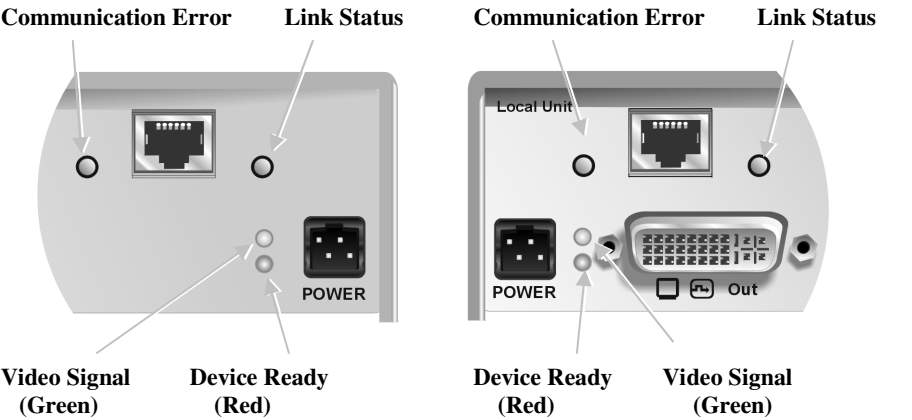 Communication Error Link Status Communication Error Link Status
Local Unit
POWER
POWER
Out
Video Signal Device Ready Device Ready Video Signal
(Green) (Red) (Red) (Green)